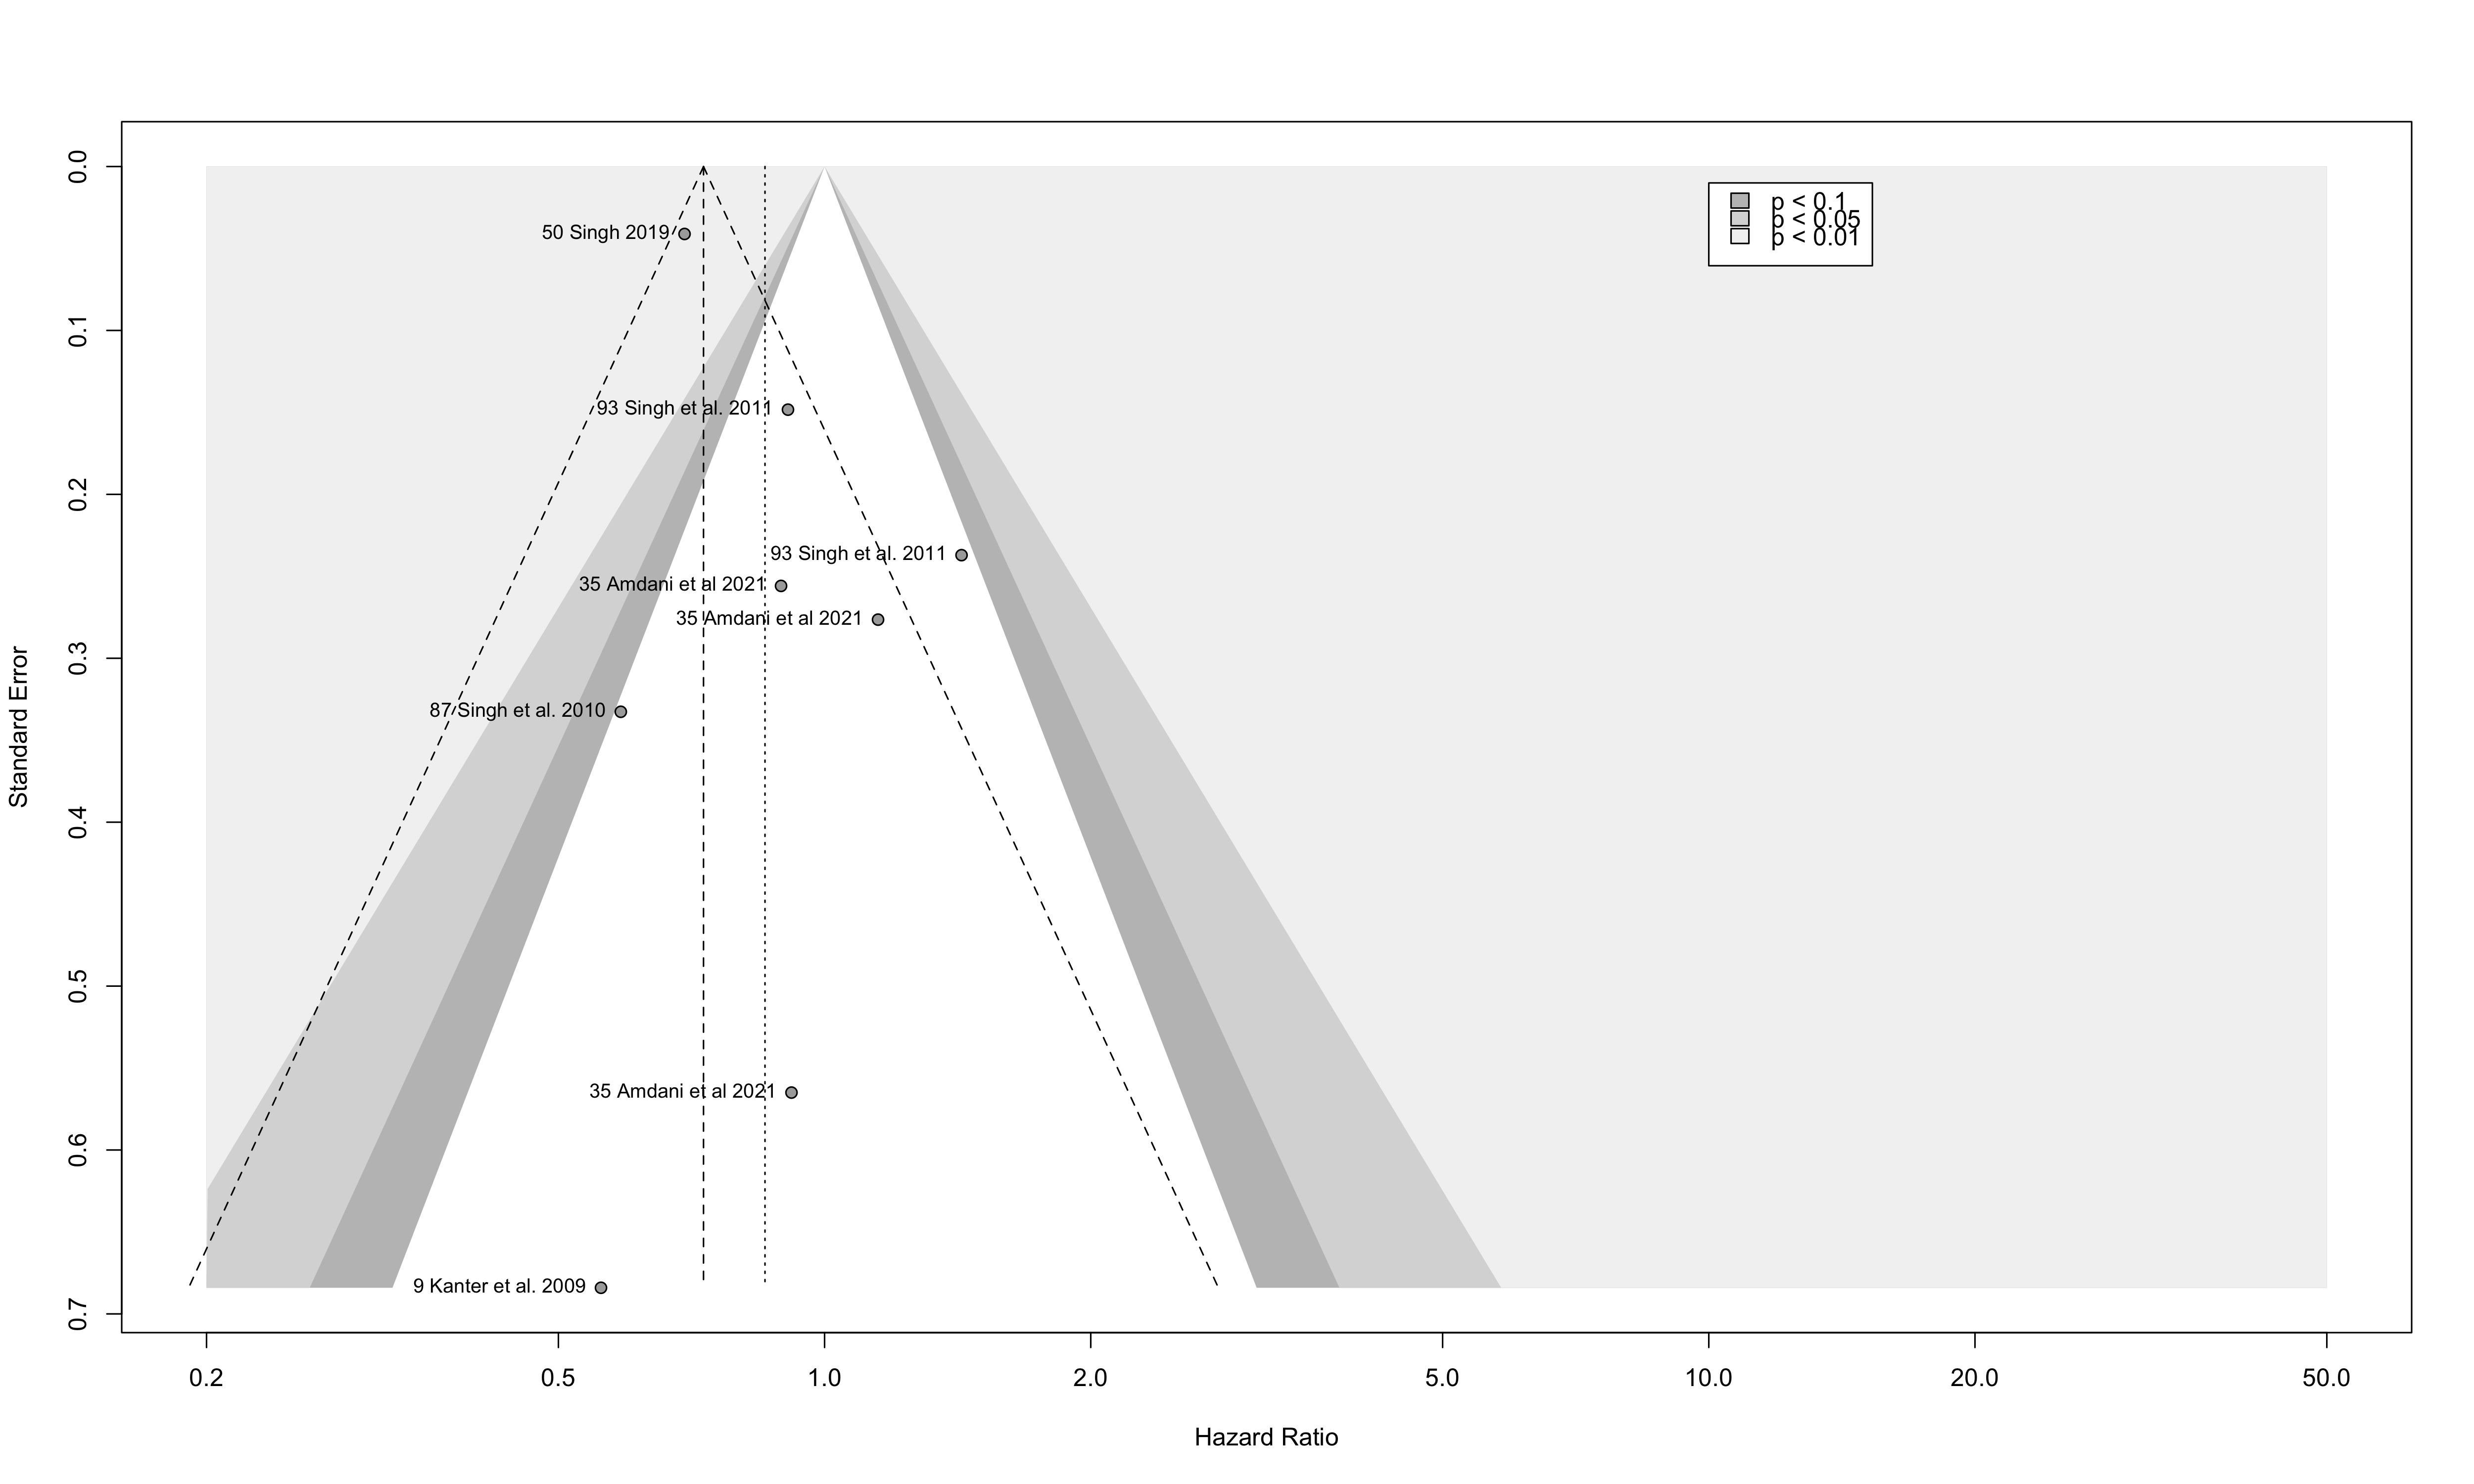 0.0
p < 0.1
p < 0.05
p < 0.01
50 Singh 2019
0.1
93 Singh et al. 2011
0.2
93 Singh et al. 2011
35 Amdani et al 2021
35 Amdani et al 2021
0.3
87 Singh et al. 2010
Standard Error
0.4
0.5
35 Amdani et al 2021
0.6
9 Kanter et al. 2009
0.7
0.2 0.5 1.0 2.0 5.0 10.0 20.0 50.0
Hazard Ratio